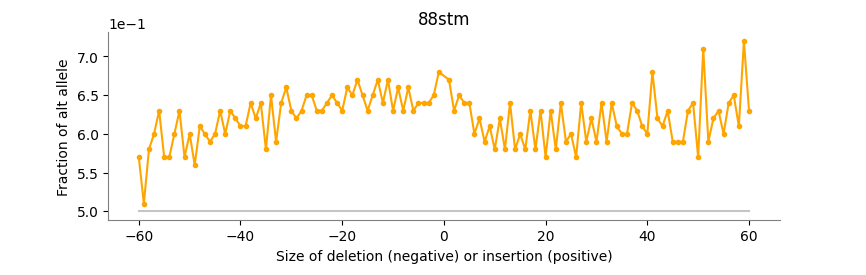 88stm
1e−1
7.0
6.5
6.0
5.5
5.0
Fraction of alt allele
−60 −40 −20 0 20 40 60
Size of deletion (negative) or insertion (positive)